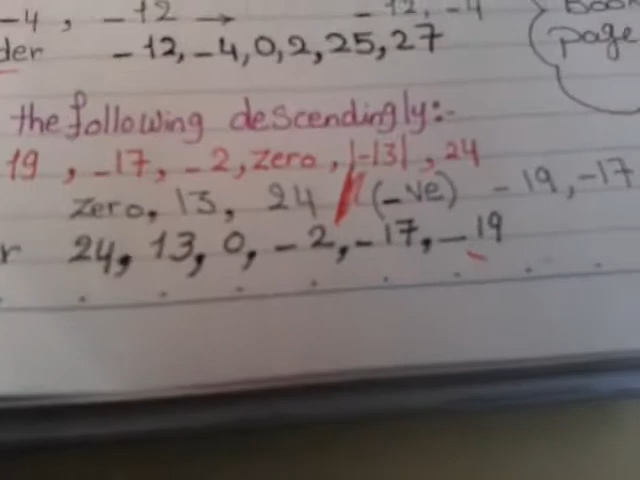 -4, -12 → -12, -4
der -12, -4, 0, 2, 25, 27
page
the following descendingly:-
19, -17, -2, zero, |-13|, 24
zero, 13, 24 / (-ve) -19, -17
r 24, 13, 0, -2, -17, -19